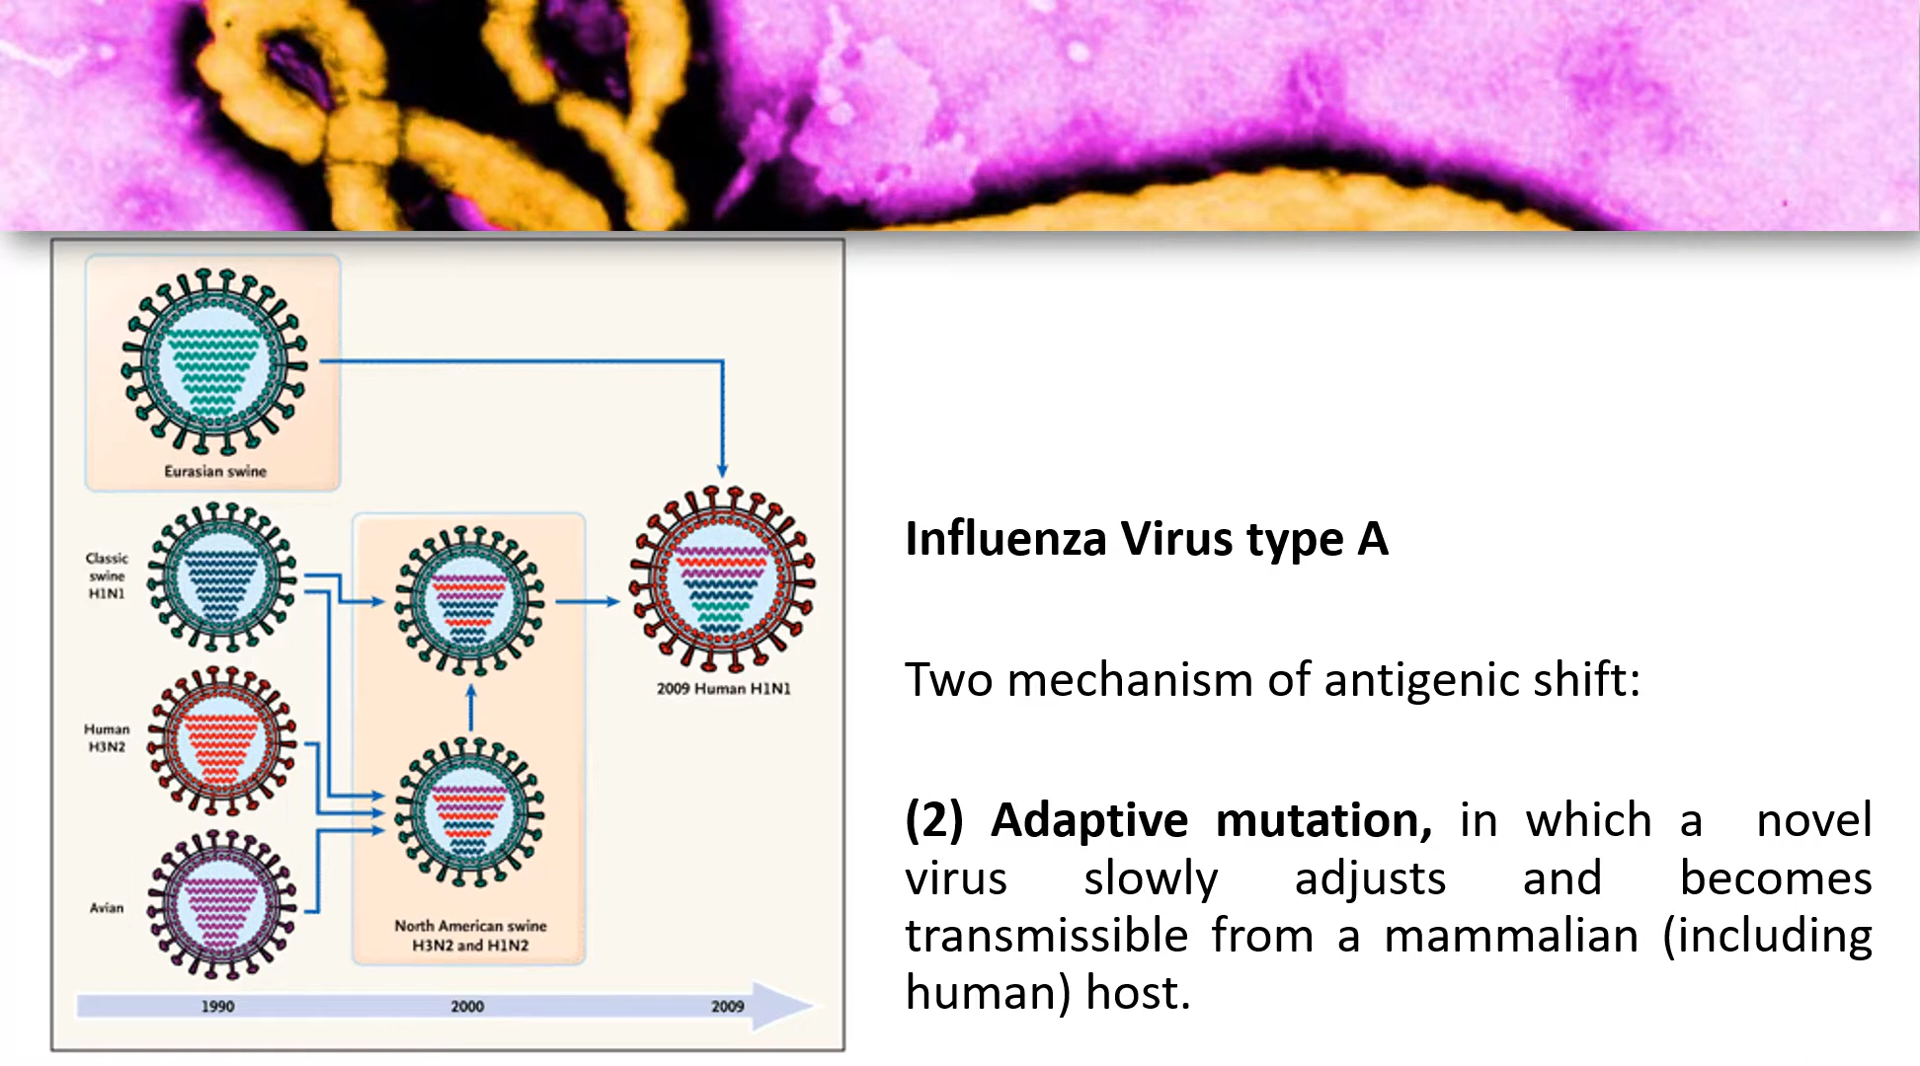 Eurasian swine
Classic
swine
H1N1
Human
H3N2
Avian
North American swine
H3N2 and H1N2
2009 Human H1N1
1990
2000
2009
Influenza Virus type A
Two mechanism of antigenic shift:
(2) Adaptive mutation, in which a novel
virus slowly adjusts and becomes
transmissible from a mammalian (including
human) host.